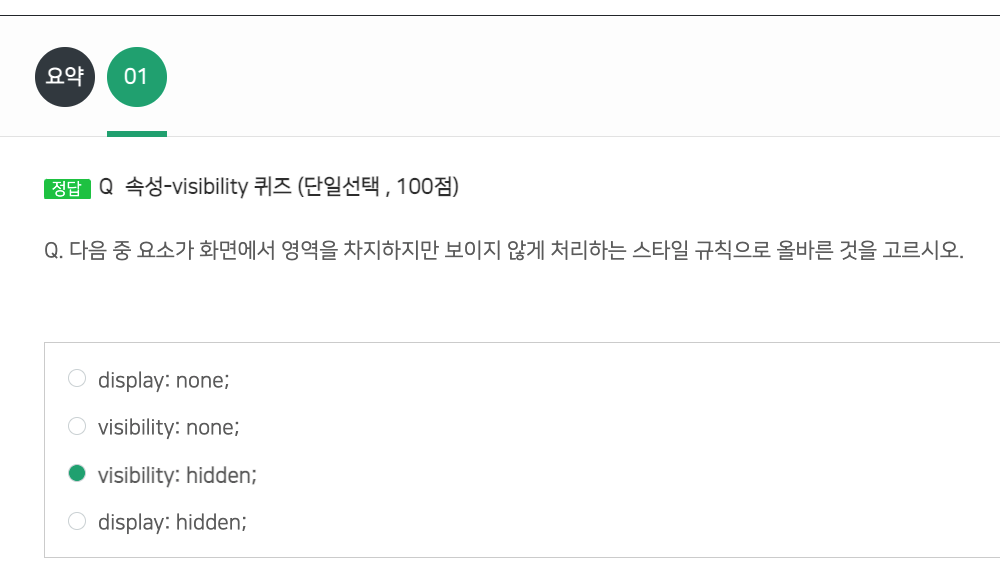 요약 01
정답 Q 속성-visibility 퀴즈 (단일선택 , 100점)
Q. 다음 중 요소가 화면에서 영역을 차지하지만 보이지 않게 처리하는 스타일 규칙으로 올바른 것을 고르시오.
display: none;
visibility: none;
visibility: hidden;
display: hidden;